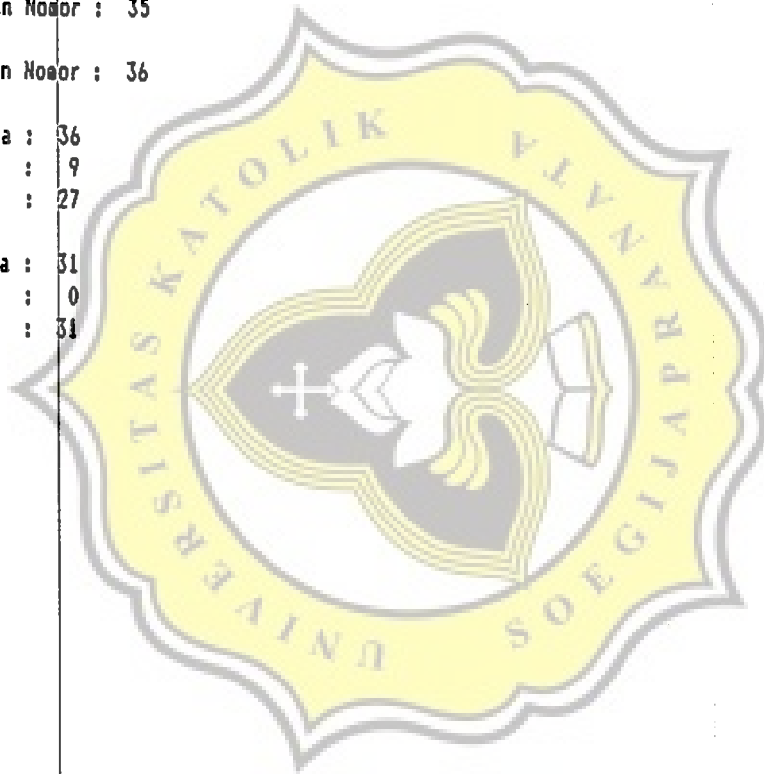 n Nomor : 35
n Nomor : 36
a : 36
: 9
: 27
a : 31
: 0
: 31
UNIVERSITAS KATOLIK
SOEGIJAPRANATA